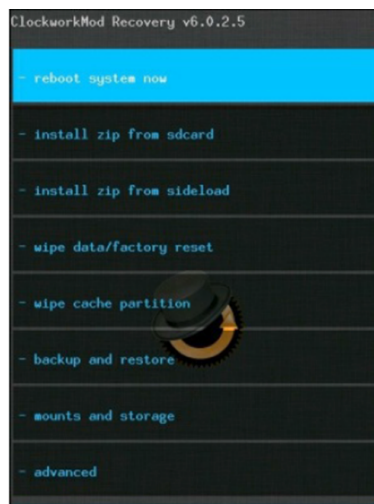 ClockworkMod Recovery v6.0.2.5
- reboot system now
- install zip from sdcard
- install zip from sideload
- wipe data/factory reset
- wipe cache partition
- backup and restore
- mounts and storage
- advanced